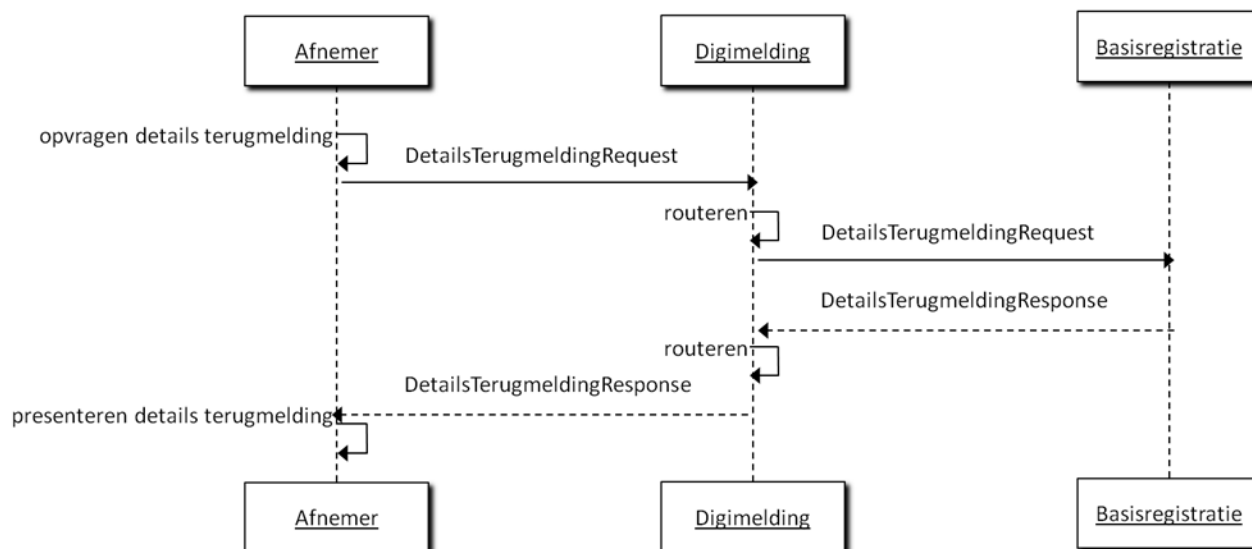 Afnemer
Digimelding
Basisregistratie
opvragen details terugmelding
DetailsTerugmeldingRequest
routeren
DetailsTerugmeldingRequest
DetailsTerugmeldingResponse
routeren
DetailsTerugmeldingResponse
presenteren details terugmelding
Afnemer
Digimelding
Basisregistratie